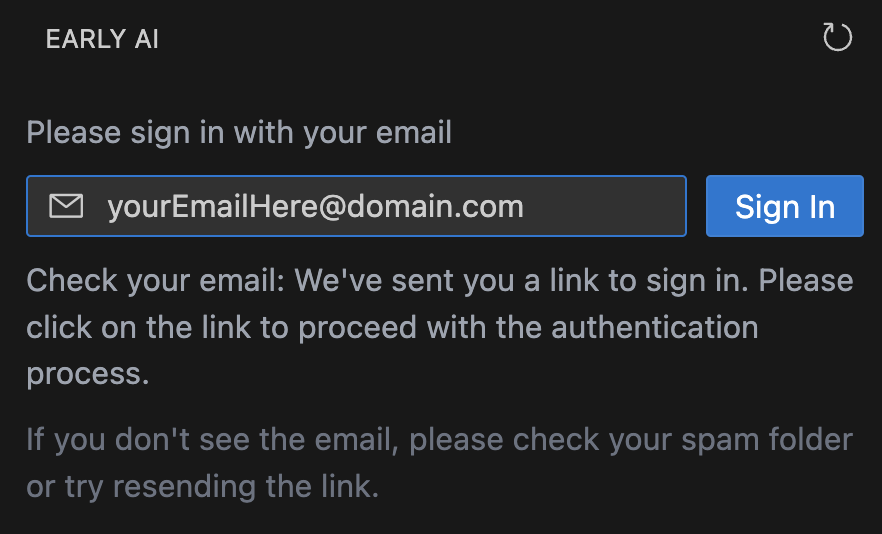 EARLY AI
Please sign in with your email
yourEmailHere@domain.com
Sign In
Check your email: We've sent you a link to sign in. Please
click on the link to proceed with the authentication
process.
If you don't see the email, please check your spam folder
or try resending the link.